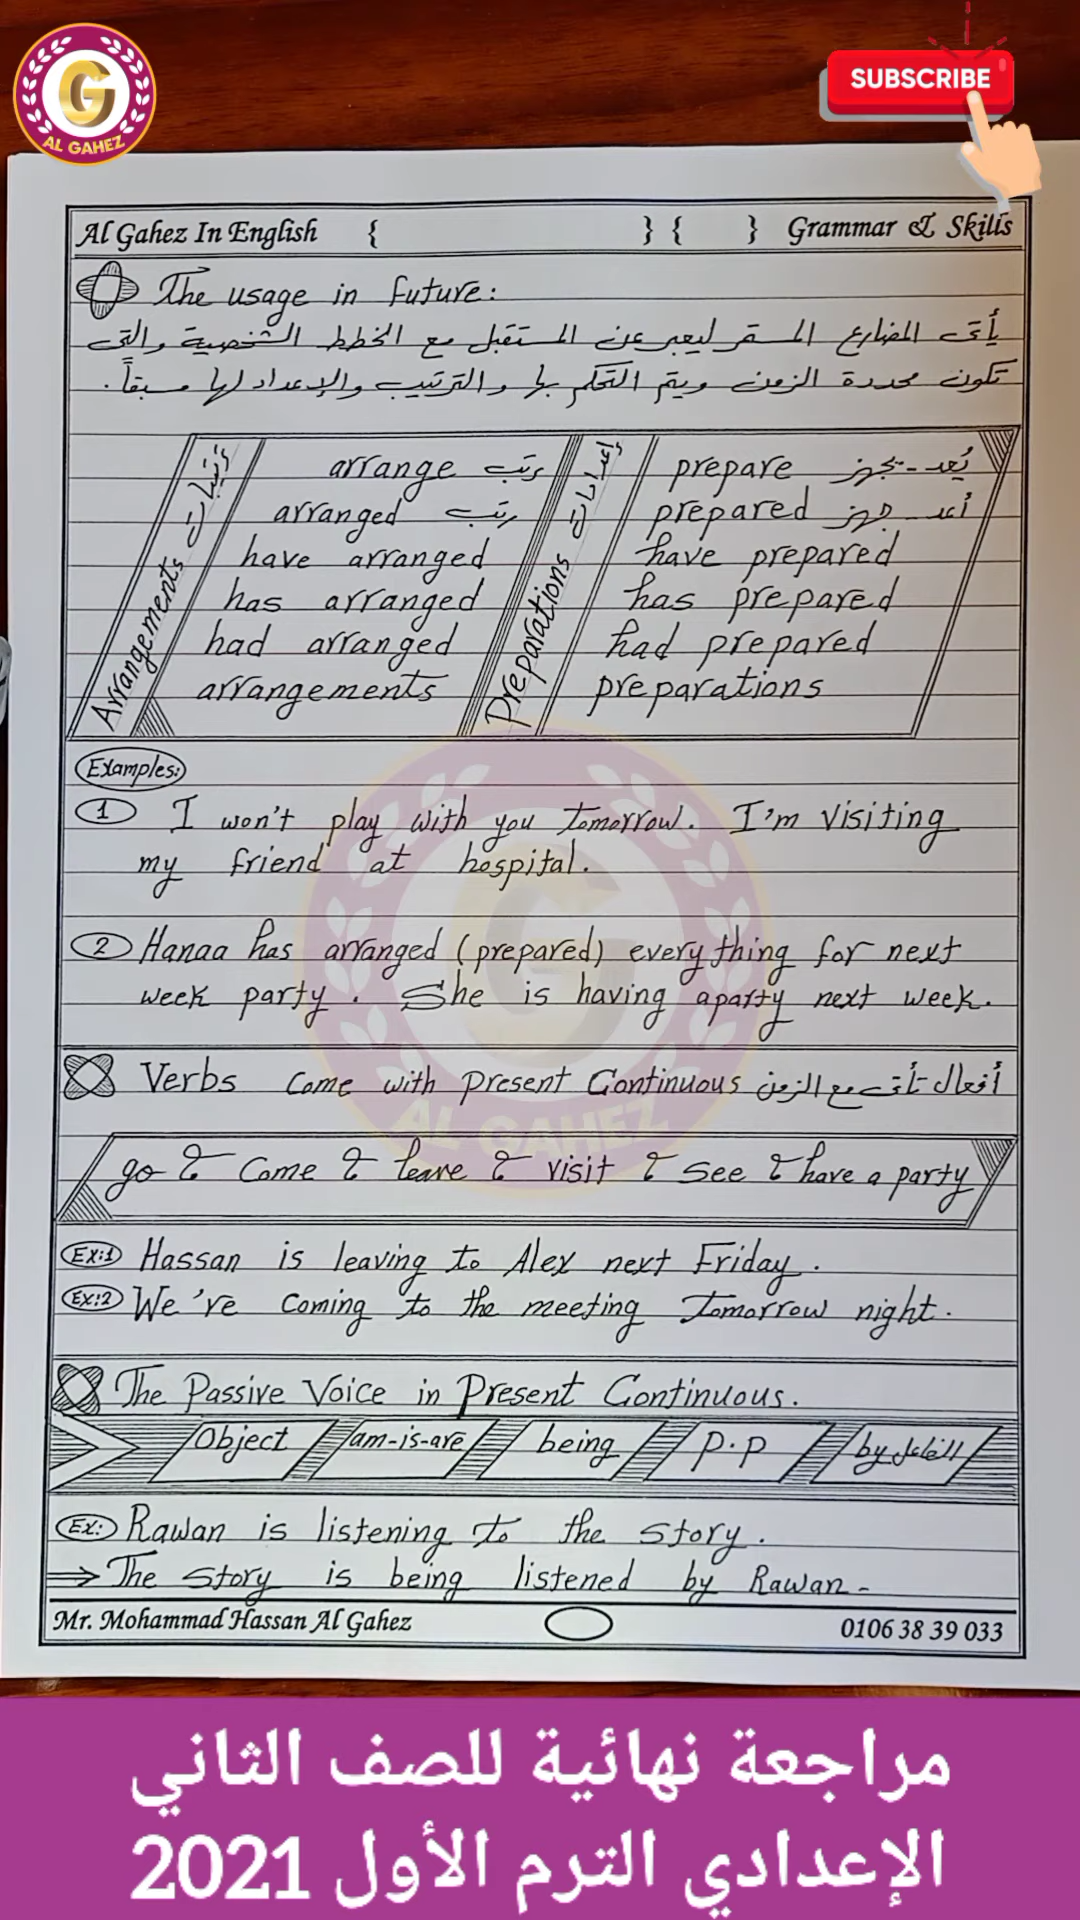 G
AL GAHEZ
SUBSCRIBE
Al Gahez In English { } { } Grammar & Skills
The usage in future:
يأتى المضارع المستمر ليعبر عن المستقبل مع الخطط الشخصية والتى
تكون محددة الزمن ويتم التحكم بها والترتيب والإعداد لها مسبقاً.
Arrangements ترتيبات
arrange يرتب
arranged رتب
have arranged
has arranged
had arranged
arrangements
Preparations إعدادات
prepare يُعد - يجهز
prepared أعد - جهز
have prepared
has prepared
had prepared
preparations
Examples:
1 I won't play with you tomorrow. I'm visiting
my friend at hospital.
2 Hanaa has arranged (prepared) everything for next
week party. She is having aparty next week.
Verbs come with present Continuous أفعال تأتى مع الزمن
go & come & leave & visit & see & have a party
Ex:1 Hassan is leaving to Alex next Friday.
Ex:2 We're coming to the meeting tomorrow night.
The Passive Voice in Present Continuous.
Object am-is-are being p.p by الفاعل
Ex: Rawan is listening to the story.
⇒ The story is being listened by Rawan.
Mr. Mohammad Hassan Al Gahez 0106 38 39 033
AL GAHEZ
مراجعة نهائية للصف الثاني
الإعدادي الترم الأول 2021